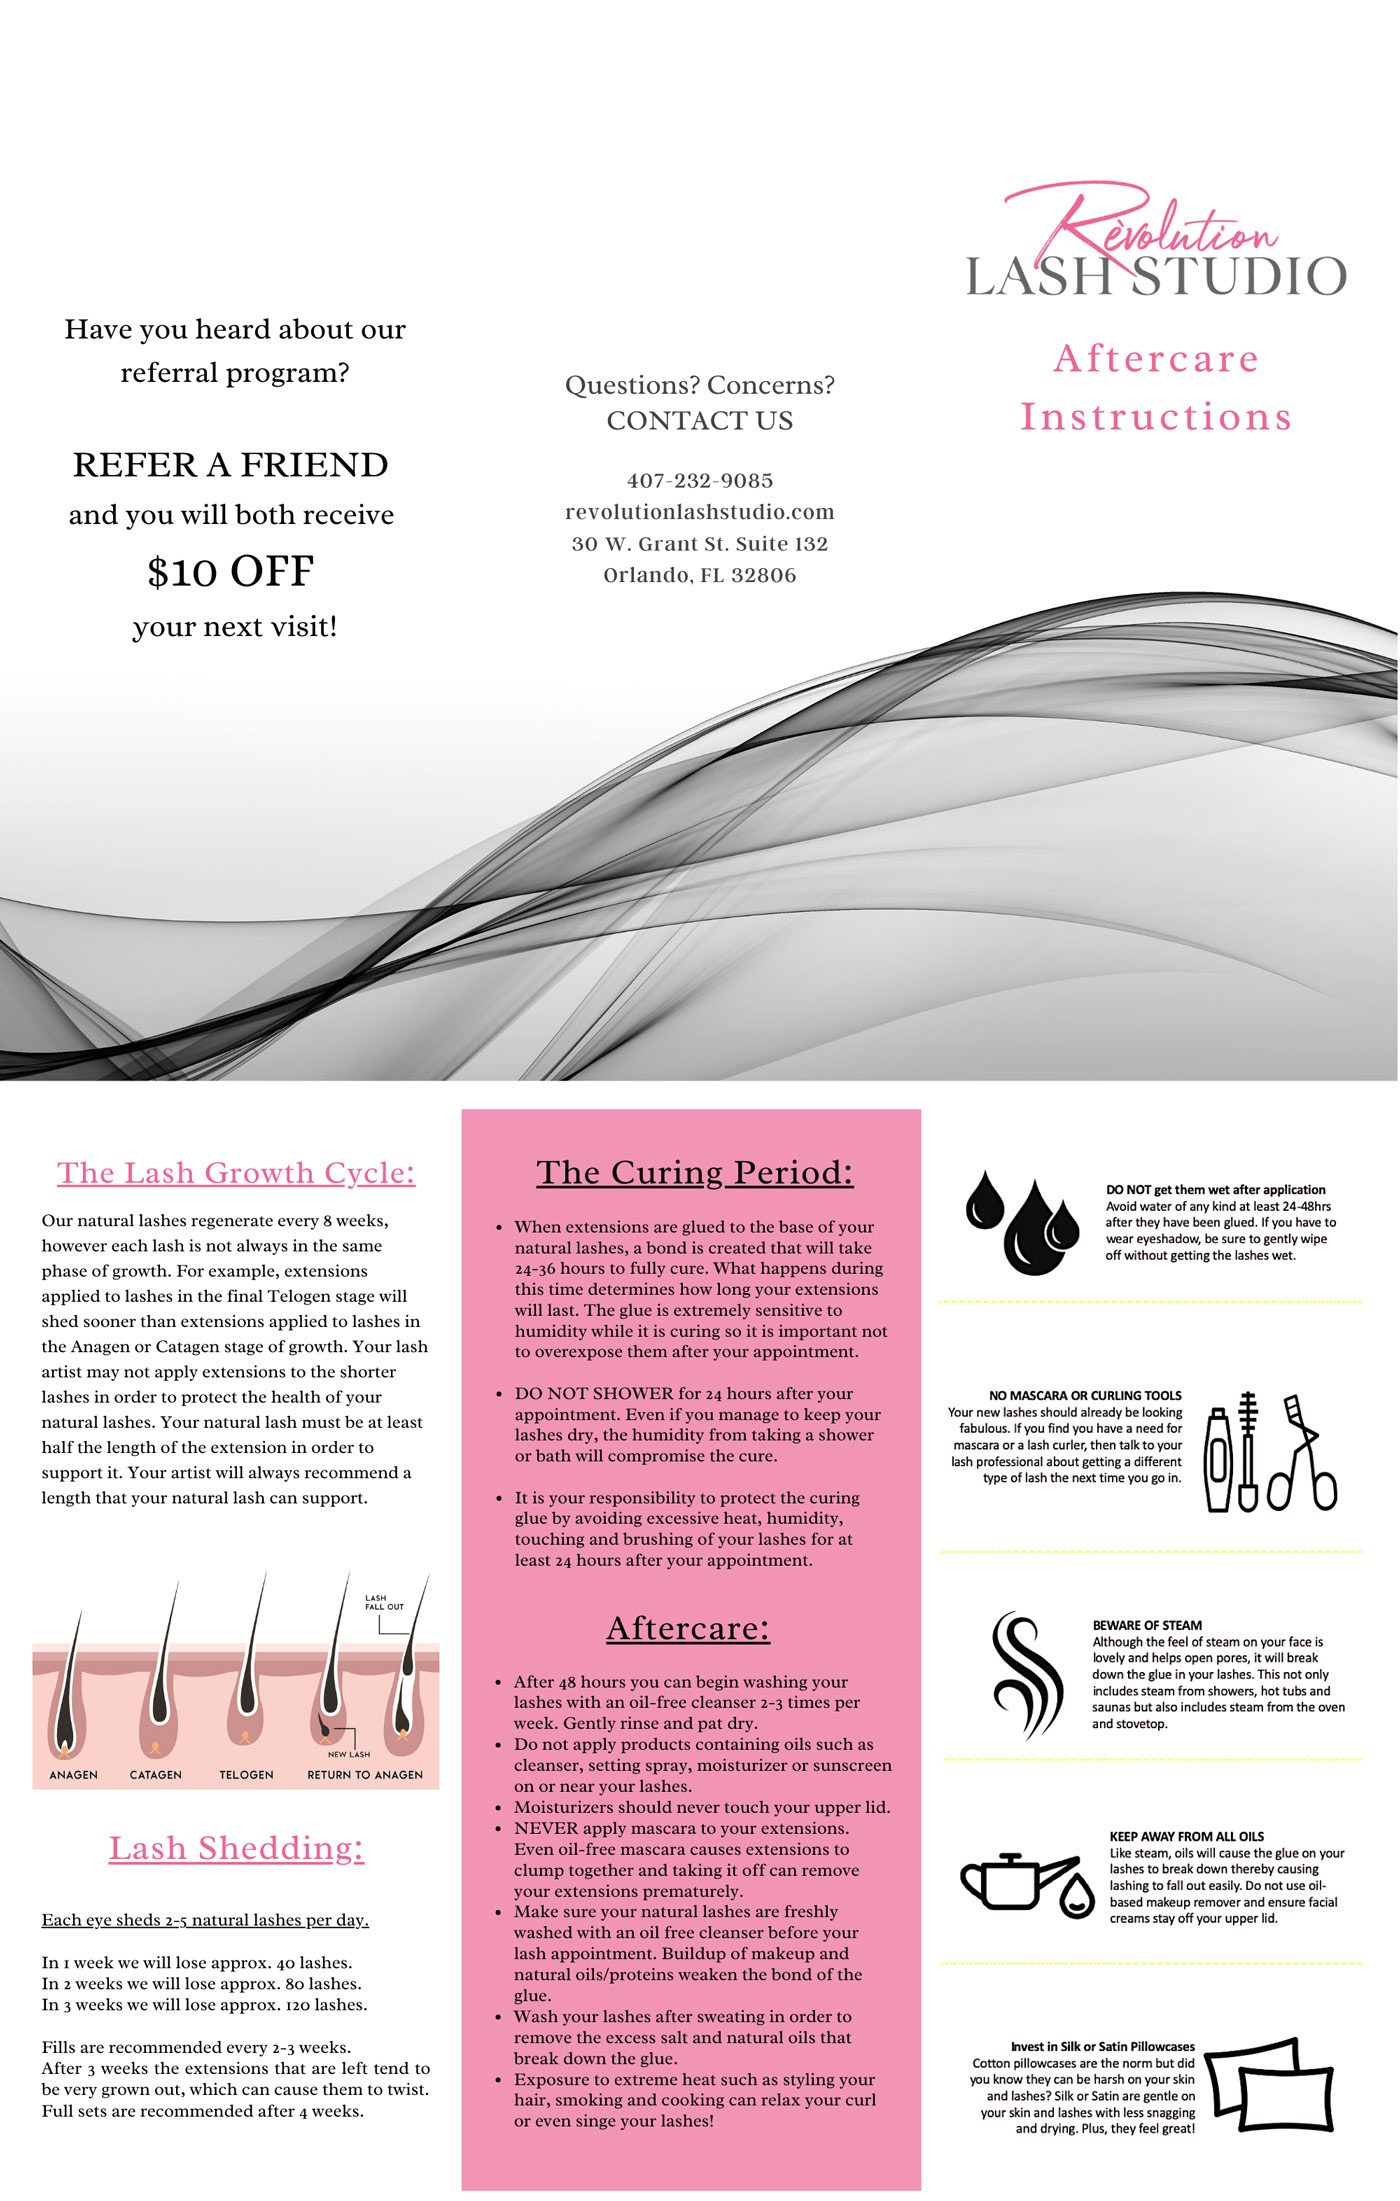 Have you heard about our
referral program?
REFER A FRIEND
and you will both receive
$10 OFF
your next visit!
Questions? Concerns?
CONTACT US
407-232-9085
revolutionlashstudio.com
30 W. Grant St. Suite 132
Orlando, FL 32806
Rèvolution
LASH STUDIO
Aftercare
Instructions
The Lash Growth Cycle:
Our natural lashes regenerate every 8 weeks,
however each lash is not always in the same
phase of growth. For example, extensions
applied to lashes in the final Telogen stage will
shed sooner than extensions applied to lashes in
the Anagen or Catagen stage of growth. Your lash
artist may not apply extensions to the shorter
lashes in order to protect the health of your
natural lashes. Your natural lash must be at least
half the length of the extension in order to
support it. Your artist will always recommend a
length that your natural lash can support.
LASH
FALL OUT
NEW LASH
ANAGEN CATAGEN TELOGEN RETURN TO ANAGEN
Lash Shedding:
Each eye sheds 2-5 natural lashes per day.
In 1 week we will lose approx. 40 lashes.
In 2 weeks we will lose approx. 80 lashes.
In 3 weeks we will lose approx. 120 lashes.
Fills are recommended every 2-3 weeks.
After 3 weeks the extensions that are left tend to
be very grown out, which can cause them to twist.
Full sets are recommended after 4 weeks.
The Curing Period:
• When extensions are glued to the base of your
natural lashes, a bond is created that will take
24-36 hours to fully cure. What happens during
this time determines how long your extensions
will last. The glue is extremely sensitive to
humidity while it is curing so it is important not
to overexpose them after your appointment.
• DO NOT SHOWER for 24 hours after your
appointment. Even if you manage to keep your
lashes dry, the humidity from taking a shower
or bath will compromise the cure.
• It is your responsibility to protect the curing
glue by avoiding excessive heat, humidity,
touching and brushing of your lashes for at
least 24 hours after your appointment.
Aftercare:
• After 48 hours you can begin washing your
lashes with an oil-free cleanser 2-3 times per
week. Gently rinse and pat dry.
• Do not apply products containing oils such as
cleanser, setting spray, moisturizer or sunscreen
on or near your lashes.
• Moisturizers should never touch your upper lid.
• NEVER apply mascara to your extensions.
Even oil-free mascara causes extensions to
clump together and taking it off can remove
your extensions prematurely.
• Make sure your natural lashes are freshly
washed with an oil free cleanser before your
lash appointment. Buildup of makeup and
natural oils/proteins weaken the bond of the
glue.
• Wash your lashes after sweating in order to
remove the excess salt and natural oils that
break down the glue.
• Exposure to extreme heat such as styling your
hair, smoking and cooking can relax your curl
or even singe your lashes!
DO NOT get them wet after application
Avoid water of any kind at least 24-48hrs
after they have been glued. If you have to
wear eyeshadow, be sure to gently wipe
off without getting the lashes wet.
NO MASCARA OR CURLING TOOLS
Your new lashes should already be looking
fabulous. If you find you have a need for
mascara or a lash curler, then talk to your
lash professional about getting a different
type of lash the next time you go in.
BEWARE OF STEAM
Although the feel of steam on your face is
lovely and helps open pores, it will break
down the glue in your lashes. This not only
includes steam from showers, hot tubs and
saunas but also includes steam from the oven
and stovetop.
KEEP AWAY FROM ALL OILS
Like steam, oils will cause the glue on your
lashes to break down thereby causing
lashing to fall out easily. Do not use oil-
based makeup remover and ensure facial
creams stay off your upper lid.
Invest in Silk or Satin Pillowcases
Cotton pillowcases are the norm but did
you know they can be harsh on your skin
and lashes? Silk or Satin are gentle on
your skin and lashes with less snagging
and drying. Plus, they feel great!